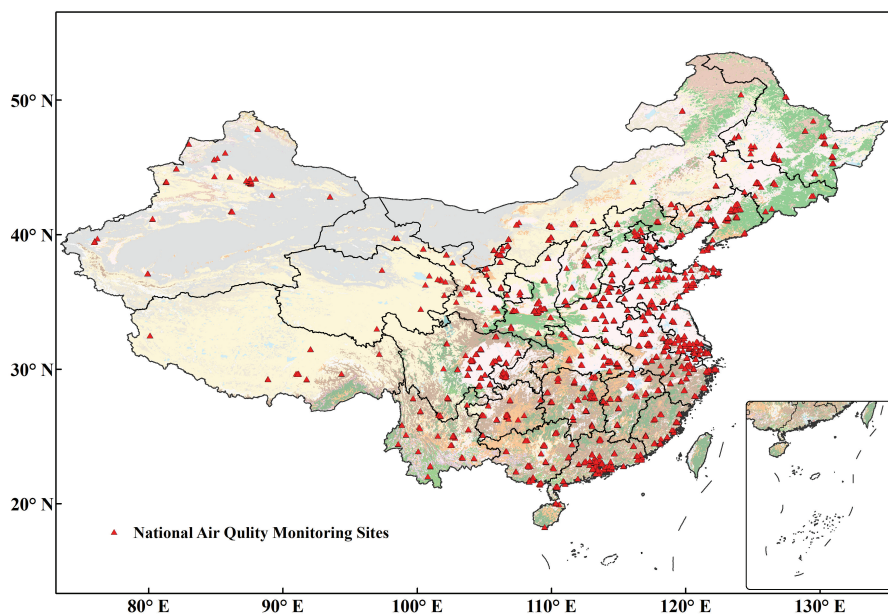 50° N
40° N
30° N
20° N
National Air Qulity Monitoring Sites
80° E
90° E
100° E
110° E
120° E
130° E